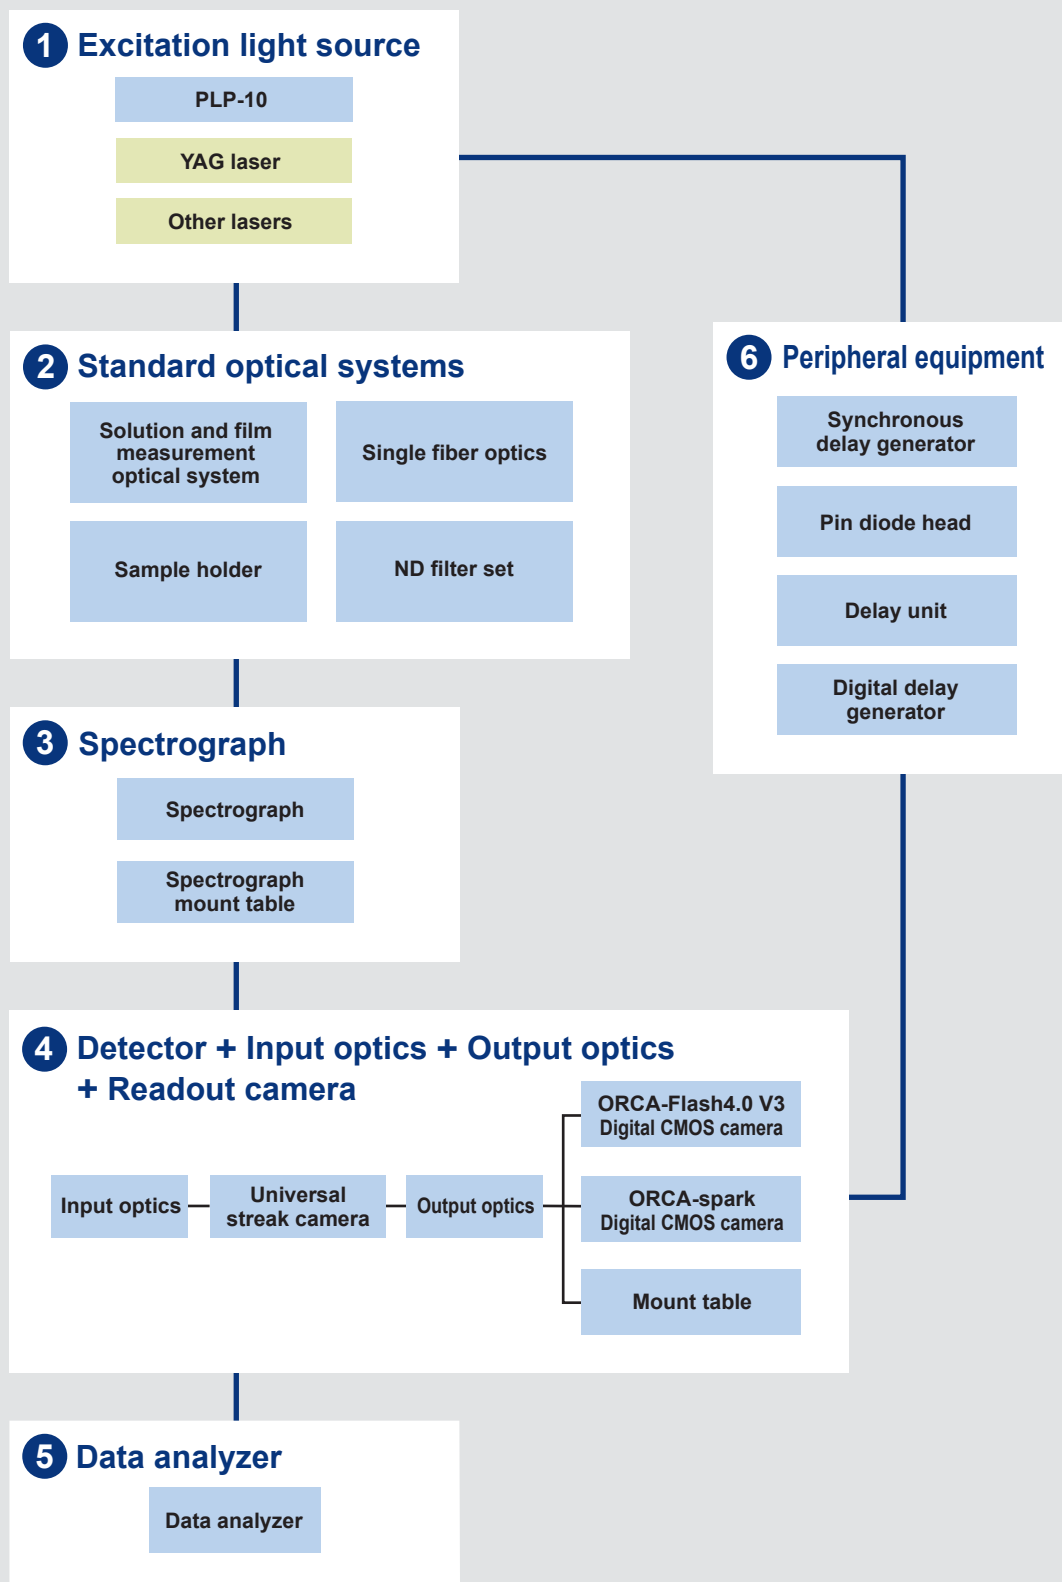 1 Excitation light source
PLP-10
YAG laser
Other lasers
2 Standard optical systems
Solution and film
measurement
optical system
Single fiber optics
Sample holder
ND filter set
3 Spectrograph
Spectrograph
Spectrograph
mount table
4 Detector + Input optics + Output optics
+ Readout camera
Input optics
Universal
streak camera
Output optics
ORCA-Flash4.0 V3
Digital CMOS camera
ORCA-spark
Digital CMOS camera
Mount table
5 Data analyzer
Data analyzer
6 Peripheral equipment
Synchronous
delay generator
Pin diode head
Delay unit
Digital delay
generator